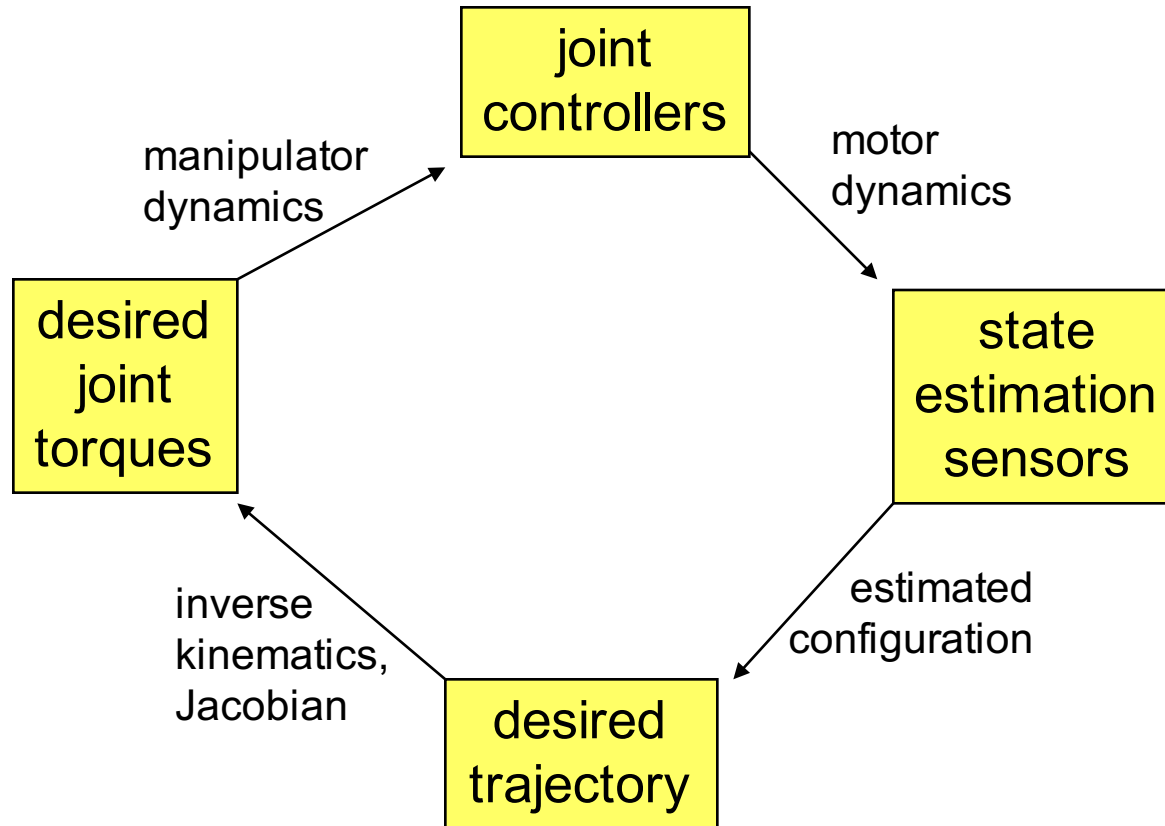 joint
controllers
manipulator
dynamics
motor
dynamics
desired
joint
torques
state
estimation
sensors
inverse
kinematics,
Jacobian
estimated
configuration
desired
trajectory